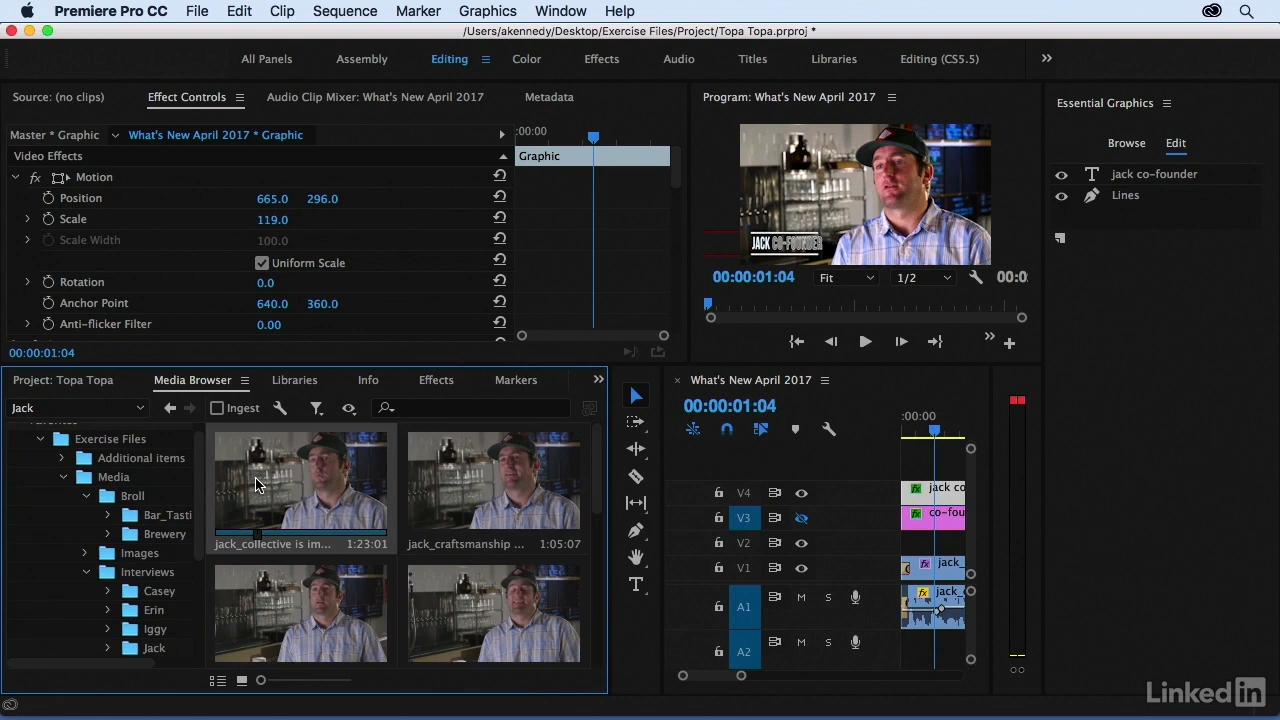 Premiere Pro CC File Edit Clip Sequence Marker Graphics Window Help
/Users/akennedy/Desktop/Exercise Files/Project/Topa Topa.prproj *
All Panels Assembly Editing Color Effects Audio Titles Libraries Editing (CS5.5)
Source: (no clips) Effect Controls Audio Clip Mixer: What's New April 2017 Metadata
Master * Graphic What's New April 2017 * Graphic
:00:00
Video Effects
Graphic
fx Motion
Position 665.0 296.0
Scale 119.0
Scale Width 100.0
Uniform Scale
Rotation 0.0
Anchor Point 640.0 360.0
Anti-flicker Filter 0.00
00:00:01:04
Program: What's New April 2017
JACK CO-FOUNDER
00:00:01:04 Fit 1/2 00:0
Essential Graphics
Browse Edit
jack co-founder
Lines
Project: Topa Topa Media Browser Libraries Info Effects Markers
Jack Ingest
Exercise Files
Additional items
Media
Broll
Bar_Tasti
Brewery
Images
Interviews
Casey
Erin
Iggy
Jack
jack_collective is im... 1:23:01
jack_craftsmanship ... 1:05:07
What's New April 2017
00:00:01:04
:00:00
V4 fx jack co
V3 fx co-fou
V2
V1 fx jack_
A1 M S fx jack_
A2 M S
LinkedIn